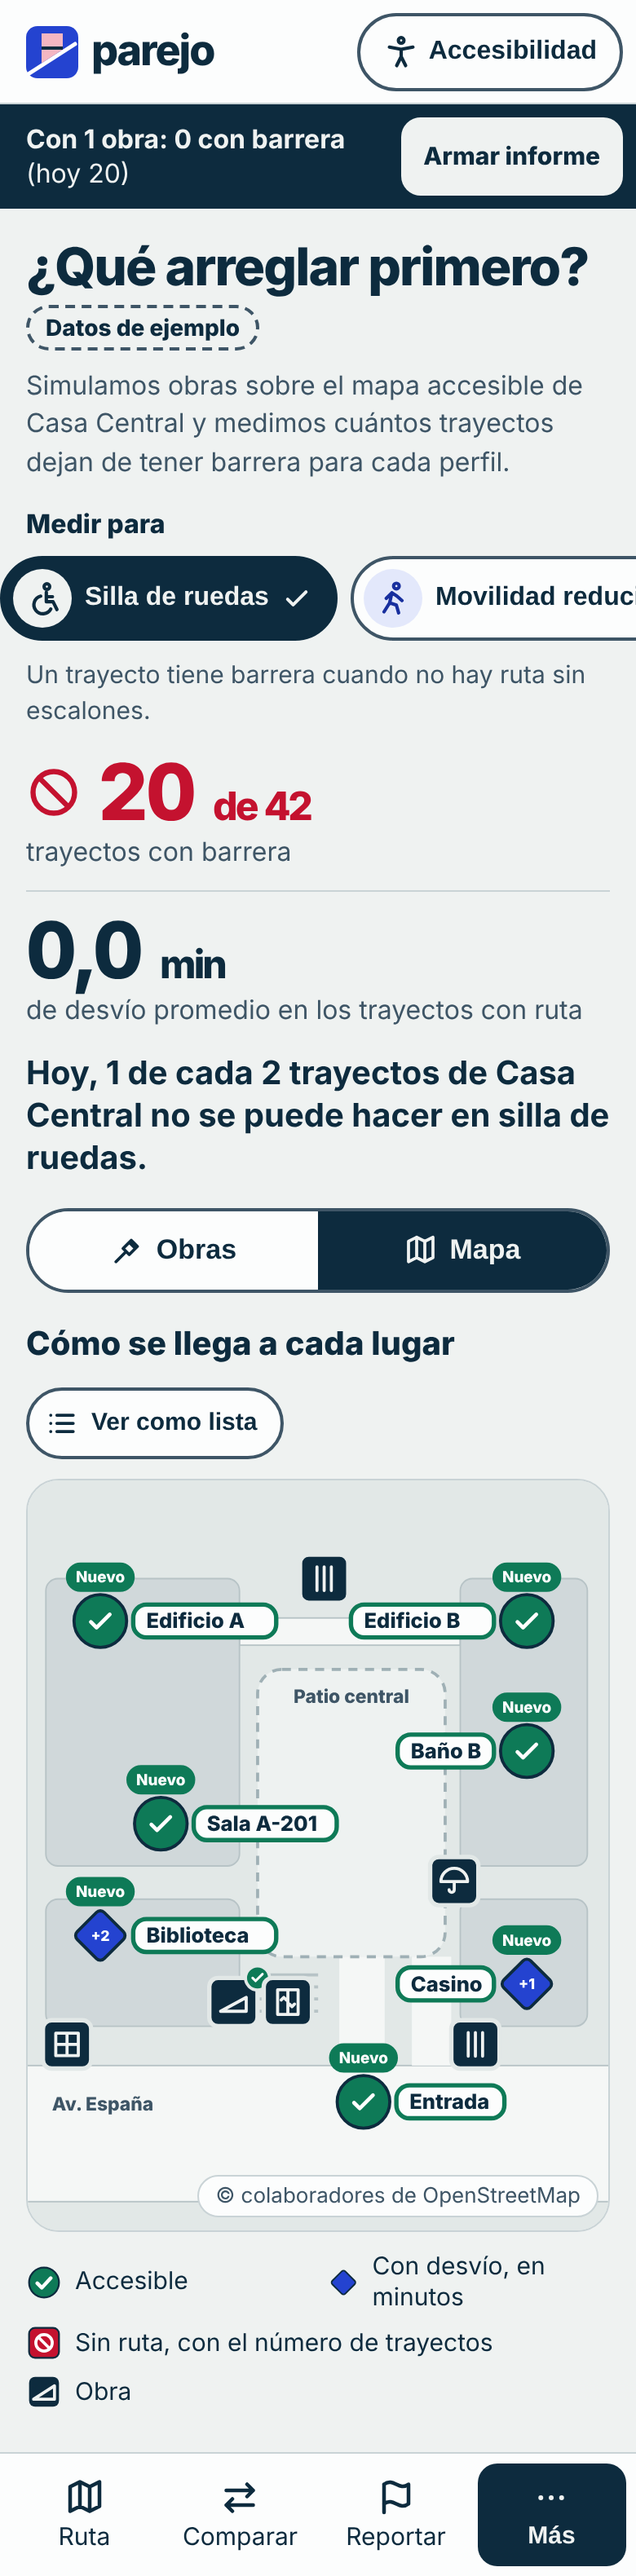 parejo
Accesibilidad
Con 1 obra: 0 con barrera
(hoy 20)
Armar informe
¿Qué arreglar primero?
Datos de ejemplo
Simulamos obras sobre el mapa accesible de
Casa Central y medimos cuántos trayectos
dejan de tener barrera para cada perfil.
Medir para
Silla de ruedas
Movilidad reduci
Un trayecto tiene barrera cuando no hay ruta sin
escalones.
20 de 42
trayectos con barrera
0,0 min
de desvío promedio en los trayectos con ruta
Hoy, 1 de cada 2 trayectos de Casa
Central no se puede hacer en silla de
ruedas.
Obras
Mapa
Cómo se llega a cada lugar
Ver como lista
Nuevo
Edificio A
Nuevo
Edificio B
Patio central
Nuevo
Baño B
Nuevo
Sala A-201
Nuevo
+2
Biblioteca
Nuevo
Casino
+1
Nuevo
Entrada
Av. España
© colaboradores de OpenStreetMap
Accesible
Con desvío, en
minutos
Sin ruta, con el número de trayectos
Obra
Ruta
Comparar
Reportar
Más